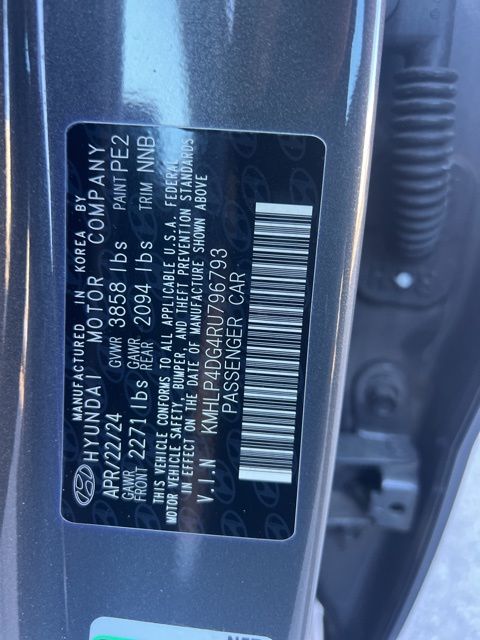 MANUFACTURED IN KOREA BY
HYUNDAI MOTOR COMPANY
APR/22/24 GVWR 3858 lbs PAINT PE2
GAWR FRONT 2271 lbs GAWR REAR 2094 lbs TRIM NNB
THIS VEHICLE CONFORMS TO ALL APPLICABLE U.S.A. FEDERAL
MOTOR VEHICLE SAFETY, BUMPER, AND THEFT PREVENTION STANDARDS
IN EFFECT ON THE DATE OF MANUFACTURE SHOWN ABOVE
V.I.N KMHLP4DG4RU796793
PASSENGER CAR